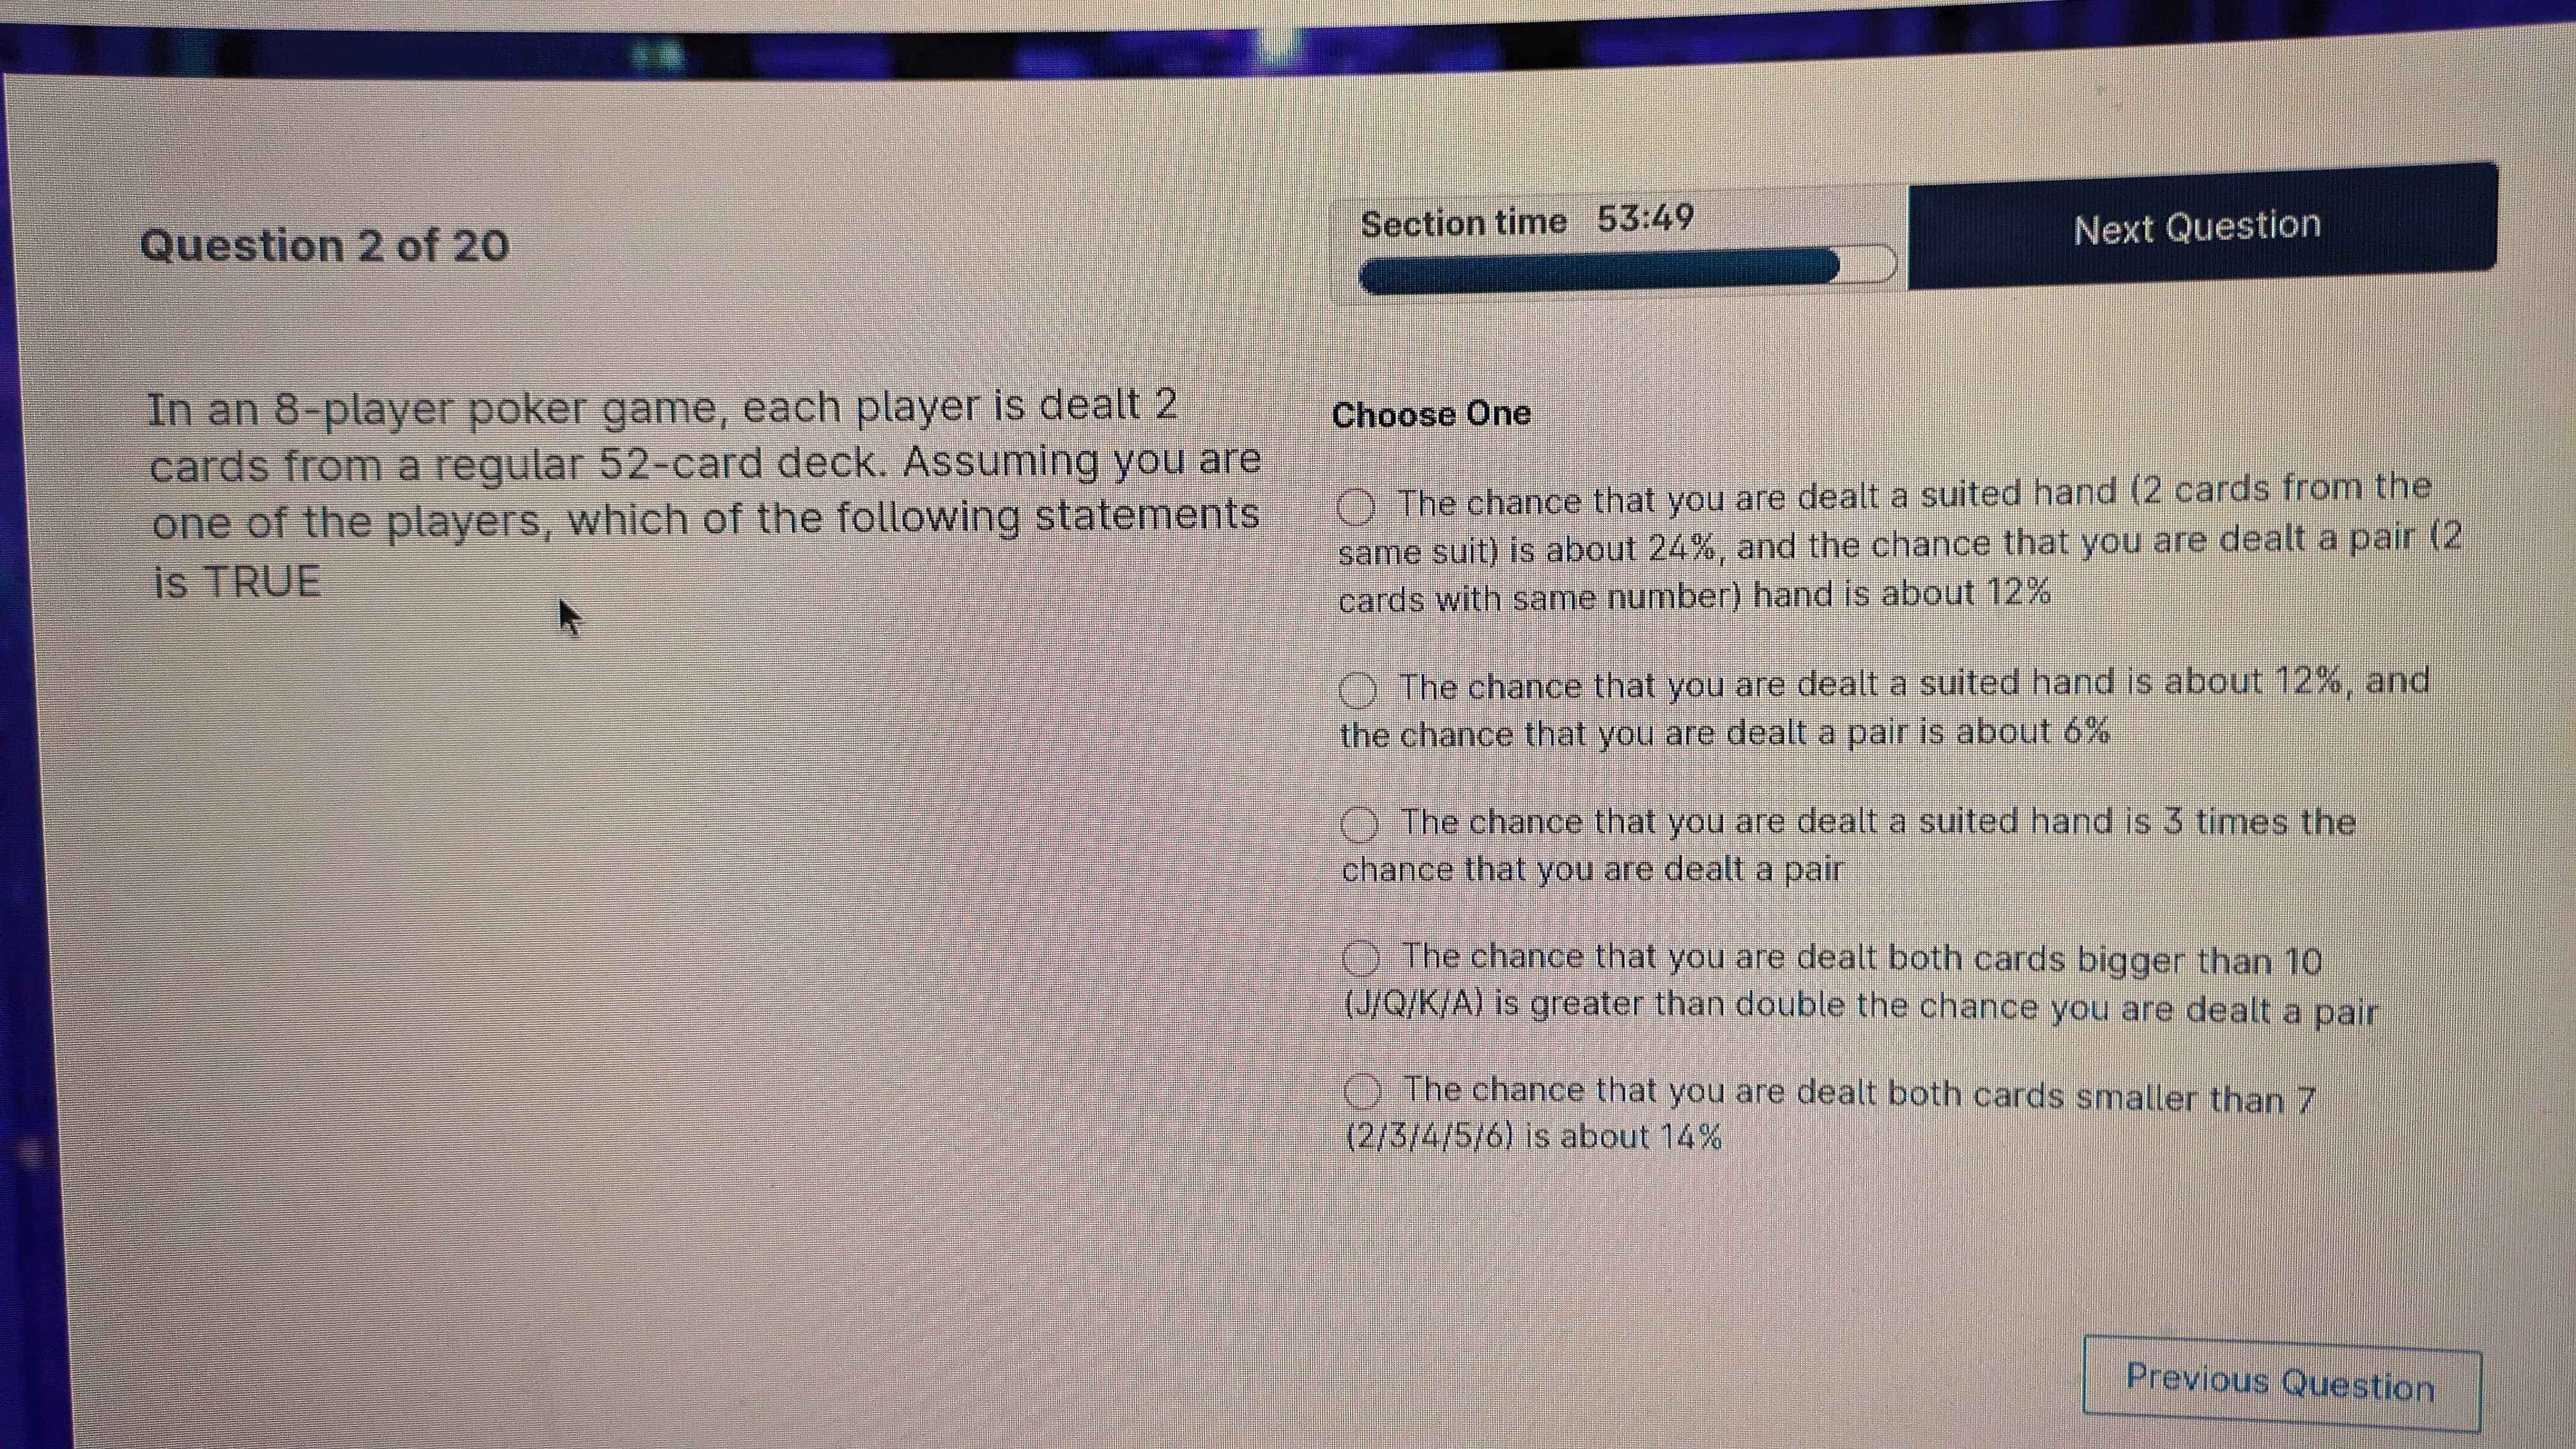 Question 2 of 20
Section time 53:49
Next Question
In an 8-player poker game, each player is dealt 2
cards from a regular 52-card deck. Assuming you are
one of the players, which of the following statements
is TRUE
Choose One
The chance that you are dealt a suited hand (2 cards from the
same suit) is about 24%, and the chance that you are dealt a pair (2
cards with same number) hand is about 12%
The chance that you are dealt a suited hand is about 12%, and
the chance that you are dealt a pair is about 6%
The chance that you are dealt a suited hand is 3 times the
chance that you are dealt a pair
The chance that you are dealt both cards bigger than 10
(J/Q/K/A) is greater than double the chance you are dealt a pair
The chance that you are dealt both cards smaller than 7
(2/3/4/5/6) is about 14%
Previous Question